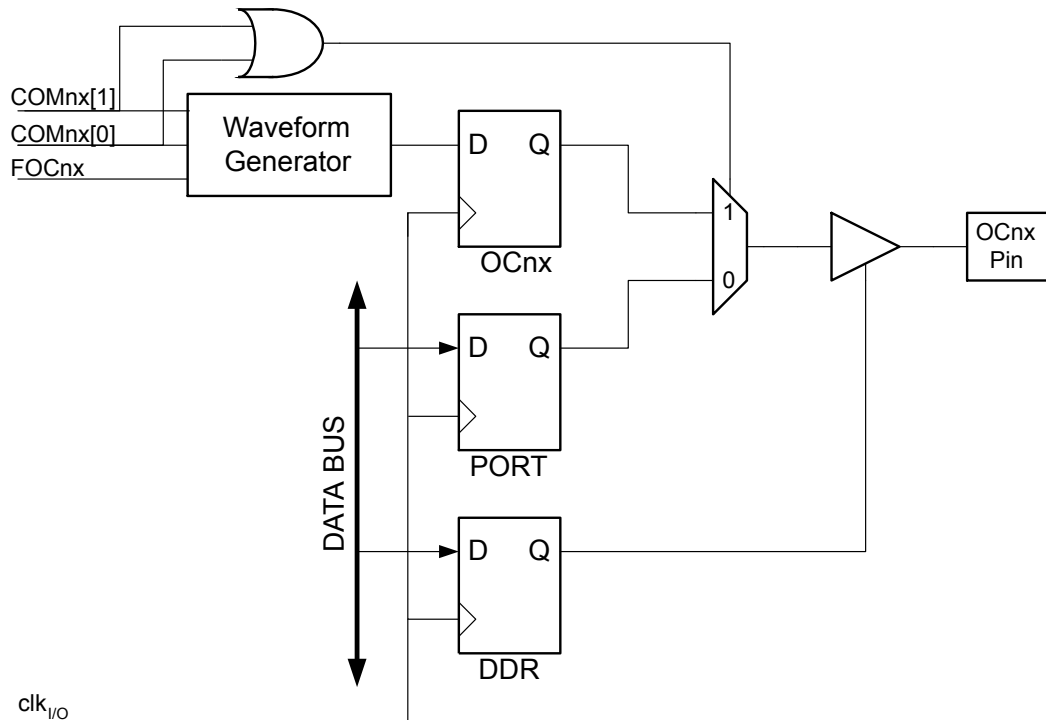 COMnx[1]
COMnx[0]
FOCnx
Waveform
Generator
D Q
OCnx
1
0
OCnx
Pin
D Q
PORT
DATA BUS
D Q
DDR
clkI/O